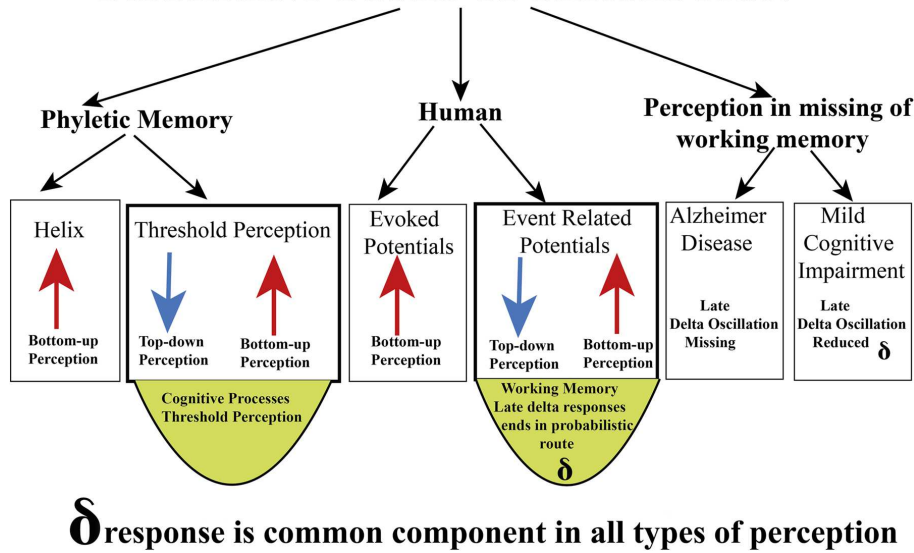 Phyletic Memory
Human
Perception in missing of
working memory
Helix
Bottom-up
Perception
Threshold Perception
Top-down
Perception
Bottom-up
Perception
Cognitive Processes
Threshold Perception
Evoked
Potentials
Bottom-up
Perception
Event Related
Potentials
Top-down
Perception
Bottom-up
Perception
Working Memory
Late delta responses
ends in probabilistic
route
δ
Alzheimer
Disease
Late
Delta Oscillation
Missing
Mild
Cognitive
Impairment
Late
Delta Oscillation
Reduced δ
δ response is common component in all types of perception